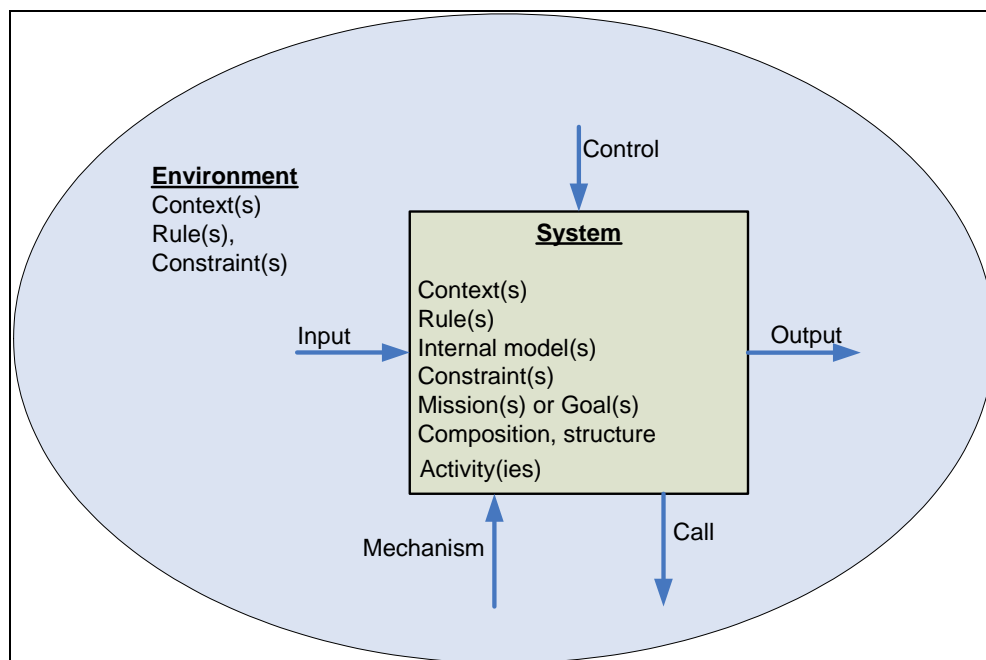 Control
Environment
Context(s)
Rule(s),
Constraint(s)
System
Context(s)
Rule(s)
Internal model(s)
Constraint(s)
Mission(s) or Goal(s)
Composition, structure
Activity(ies)
Input
Output
Mechanism
Call